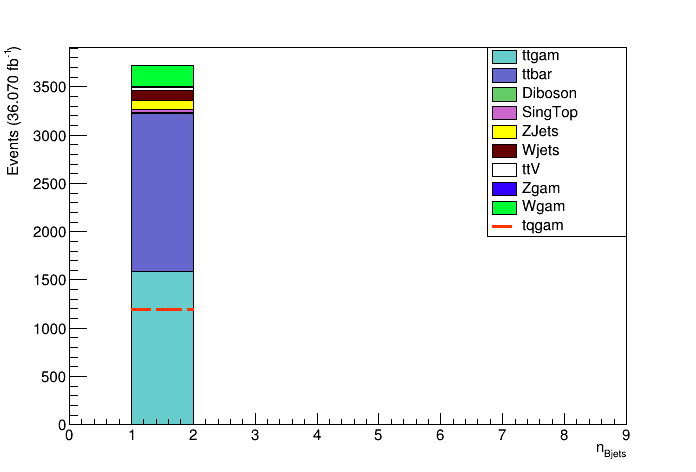 Events (36.070 fb⁻¹)
3500
3000
2500
2000
1500
1000
500
0
0 1 2 3 4 5 6 7 8 9
n_Bjets
ttgam
ttbar
Diboson
SingTop
ZJets
Wjets
ttV
Zgam
Wgam
tqgam